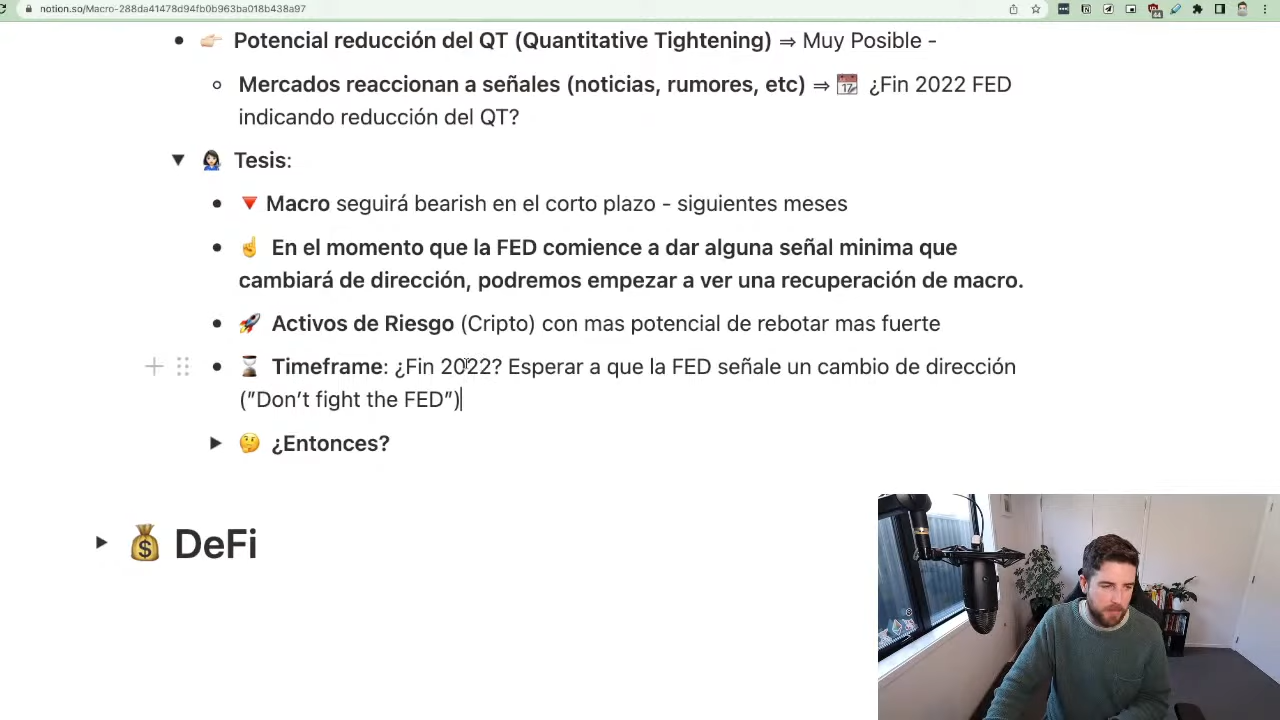 notion.so/Macro-288da41478d94fb0b963ba018b438a97
Potencial reducción del QT (Quantitative Tightening) ⇒ Muy Posible -
Mercados reaccionan a señales (noticias, rumores, etc) ⇒ 📆 ¿Fin 2022 FED
indicando reducción del QT?
Tesis:
Macro seguirá bearish en el corto plazo - siguientes meses
En el momento que la FED comience a dar alguna señal minima que
cambiará de dirección, podremos empezar a ver una recuperación de macro.
Activos de Riesgo (Cripto) con mas potencial de rebotar mas fuerte
Timeframe: ¿Fin 2022? Esperar a que la FED señale un cambio de dirección
(”Don’t fight the FED”)
¿Entonces?
DeFi